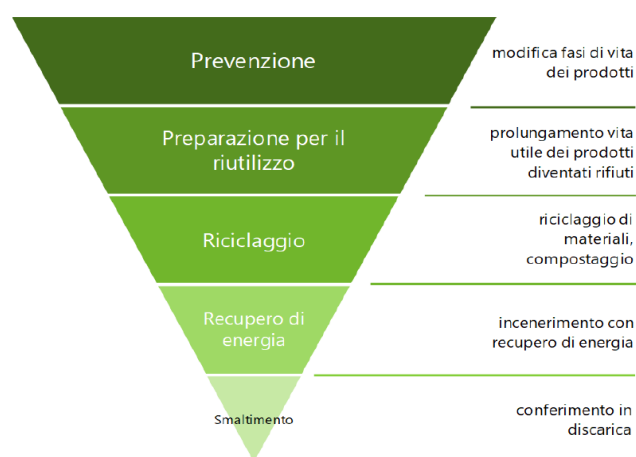 Prevenzione
modifica fasi di vita
dei prodotti
Preparazione per il
riutilizzo
prolungamento vita
utile dei prodotti
diventati rifiuti
Riciclaggio
riciclaggio di
materiali,
compostaggio
Recupero di
energia
incenerimento con
recupero di energia
Smaltimento
conferimento in
discarica